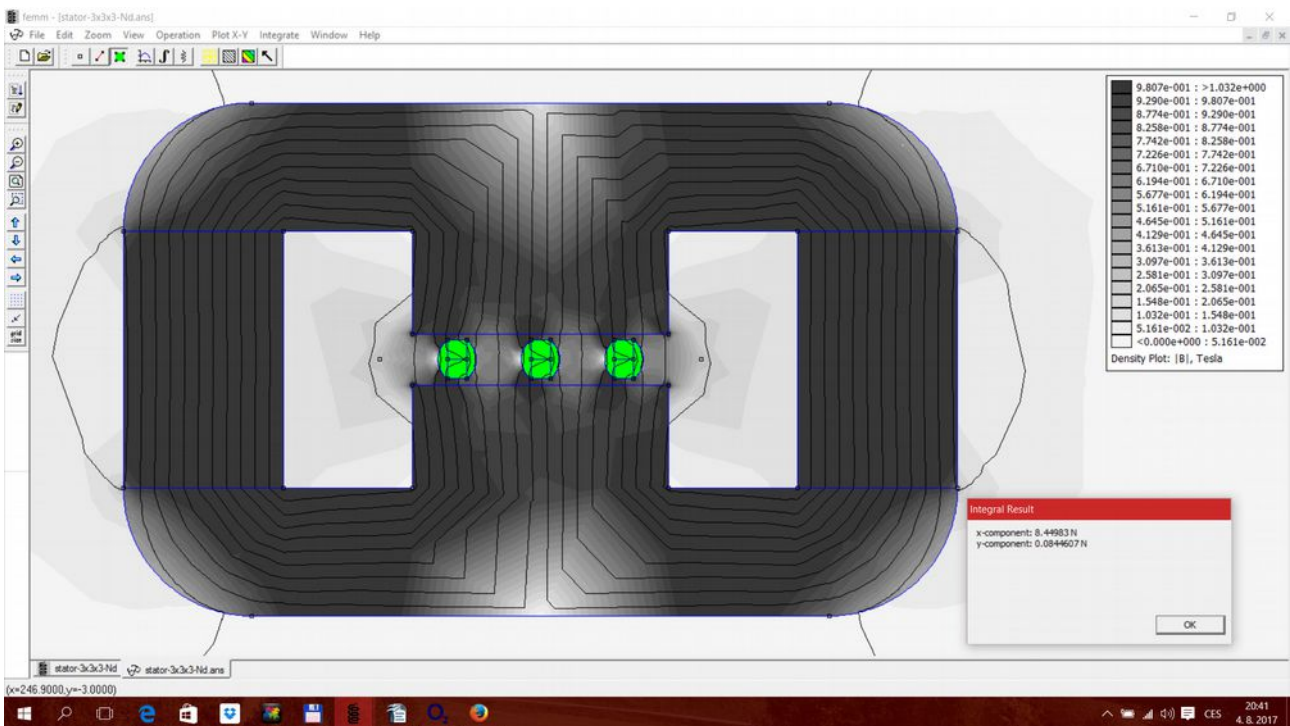 femm - [stator-3x3x3-Nd.ans]
File Edit Zoom View Operation Plot X-Y Integrate Window Help
9.807e-001 : >1.032e+000
9.290e-001 : 9.807e-001
8.774e-001 : 9.290e-001
8.258e-001 : 8.774e-001
7.742e-001 : 8.258e-001
7.226e-001 : 7.742e-001
6.710e-001 : 7.226e-001
6.194e-001 : 6.710e-001
5.677e-001 : 6.194e-001
5.161e-001 : 5.677e-001
4.645e-001 : 5.161e-001
4.129e-001 : 4.645e-001
3.613e-001 : 4.129e-001
3.097e-001 : 3.613e-001
2.581e-001 : 3.097e-001
2.065e-001 : 2.581e-001
1.548e-001 : 2.065e-001
1.032e-001 : 1.548e-001
5.161e-002 : 1.032e-001
<0.000e+000 : 5.161e-002
Density Plot: |B|, Tesla
grid
size
Integral Result
x-component: 8.44983 N
y-component: 0.0844607 N
OK
stator-3x3x3-Nd
stator-3x3x3-Nd.ans
(x=246.9000,y=-3.0000)
CES
20:41
4. 8. 2017